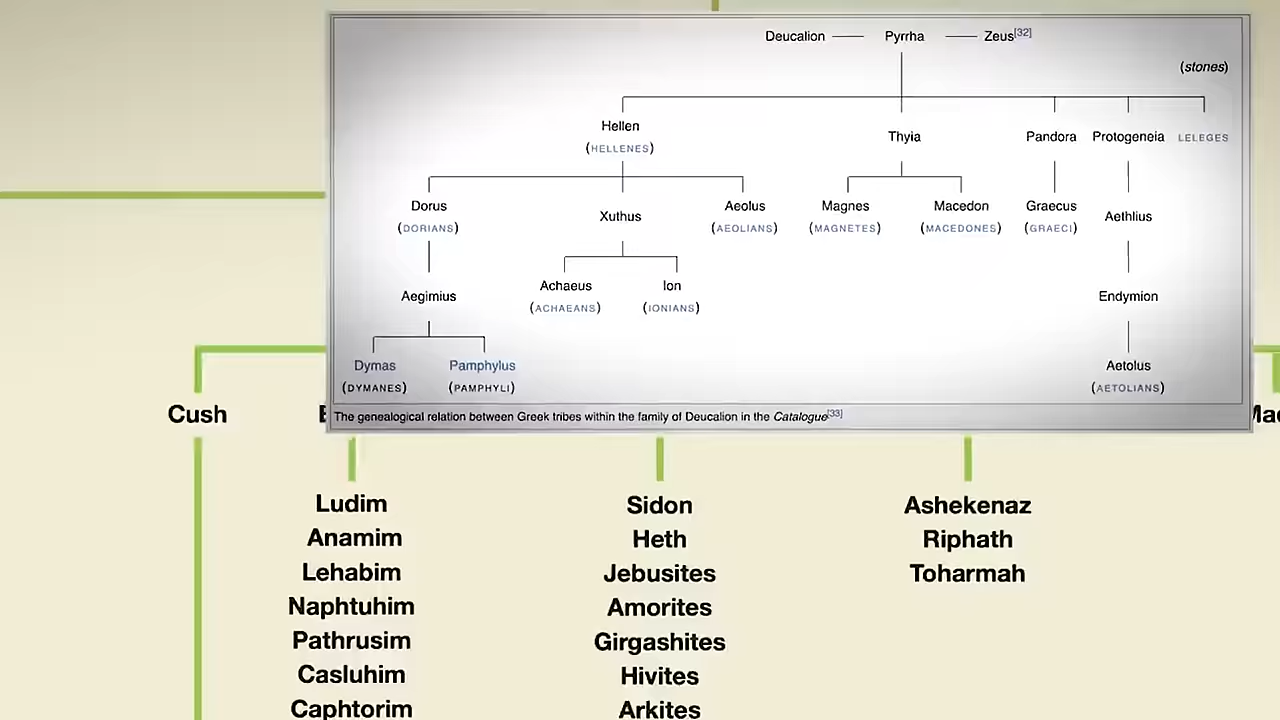 Deucalion Pyrrha Zeus[32]
(stones)
Hellen
(HELLENES)
Thyia
Pandora
Protogeneia
LELEGES
Dorus
(DORIANS)
Xuthus
Aeolus
(AEOLIANS)
Magnes
(MAGNETES)
Macedon
(MACEDONES)
Graecus
(GRAECI)
Aethlius
Aegimius
Achaeus
(ACHAEANS)
Ion
(IONIANS)
Endymion
Dymas
(DYMANES)
Pamphylus
(PAMPHYLI)
Aetolus
(AETOLIANS)
The genealogical relation between Greek tribes within the family of Deucalion in the Catalogue[33]
Cush
Ludim
Anamim
Lehabim
Naphtuhim
Pathrusim
Casluhim
Caphtorim
Sidon
Heth
Jebusites
Amorites
Girgashites
Hivites
Arkites
Ashekenaz
Riphath
Toharmah